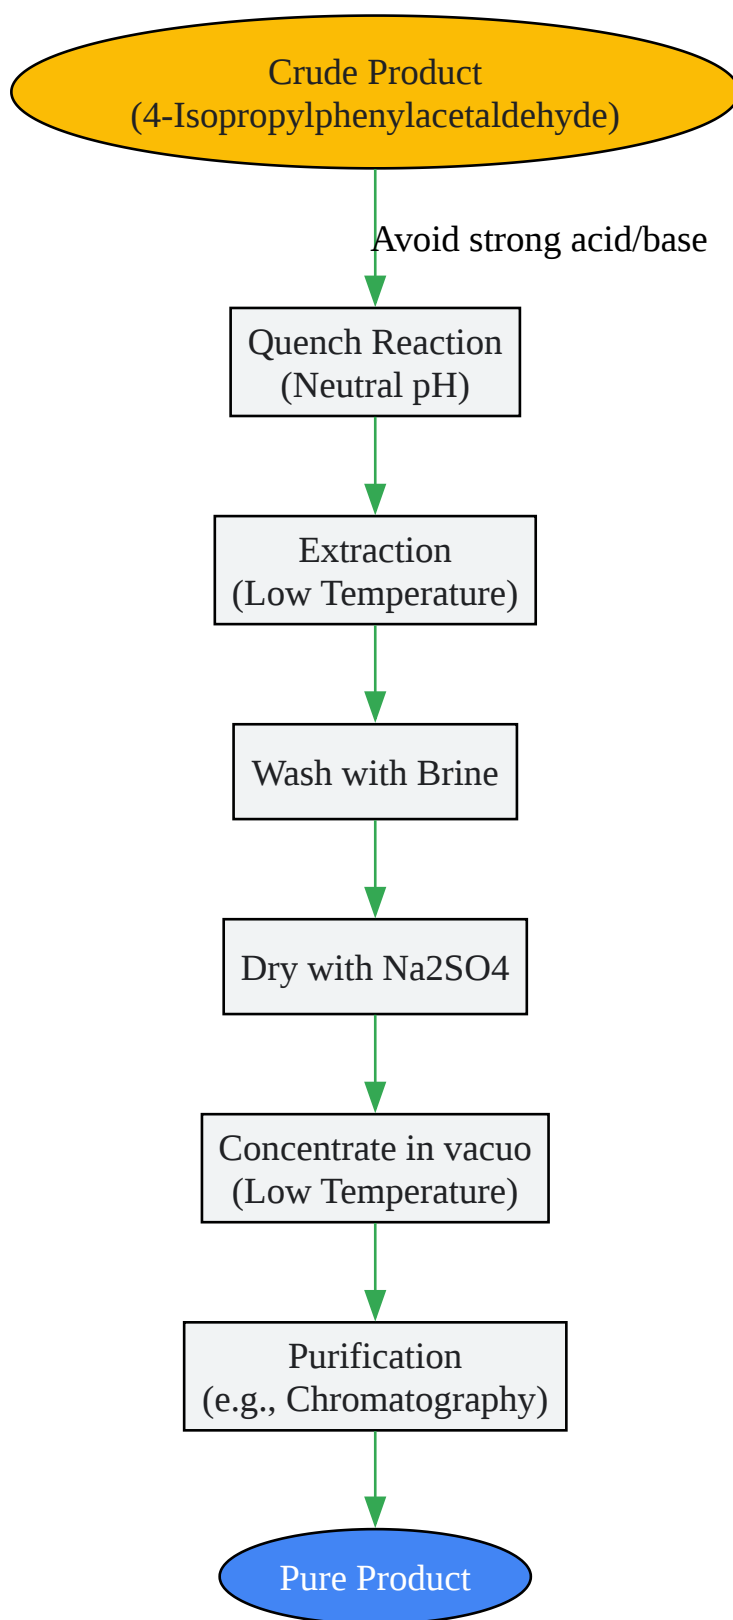 Crude Product
(4-Isopropylphenylacetaldehyde)
Avoid strong acid/base
Quench Reaction
(Neutral pH)
Extraction
(Low Temperature)
Wash with Brine
Dry with Na2SO4
Concentrate in vacuo
(Low Temperature)
Purification
(e.g., Chromatography)
Pure Product